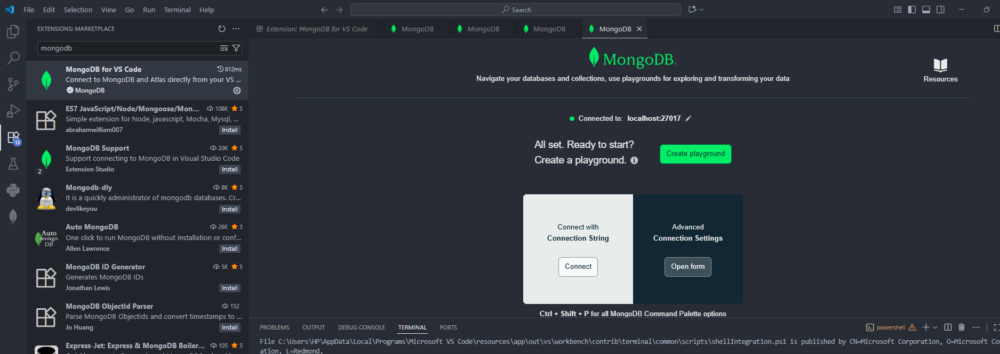 File Edit Selection View Go Run Terminal Help
Search
EXTENSIONS: MARKETPLACE
mongodb
MongoDB for VS Code 812ms
Connect to MongoDB and Atlas directly from your VS ...
MongoDB
ES7 JavaScript/Node/Mongoose/Mon... 108K 5
Simple extension for Node, javascript, Mocha, Mysql, ...
abrahamwilliam007 Install
MongoDB Support 20K 5
Support connecting to MongoDB in Visual Studio Code
Extension Studio Install
2
Mongodb-dly 8K 5
It is a quickly administrator of mongodb databases. Cr...
devlikeyou Install
Auto MongoDB 26K 3
One click to run MongoDB without installation or conf...
Allen Lawrence Install
Auto
mongo
DB
MongoDB ID Generator 5K 5
Generates MongoDB IDs
Jonathan Lewis Install
MongoDB ObjectId Parser 152
Parse MongoDB ObjectIds and convert timestamps to ...
Jo Huang Install
Express-Jet: Express & MongoDB Boiler... 105 5
13
Extension: MongoDB for VS Code MongoDB MongoDB MongoDB MongoDB
MongoDB®
Navigate your databases and collections, use playgrounds for exploring and transforming your data
Resources
Connected to: localhost:27017
All set. Ready to start?
Create a playground.
Create playground
Connect with
Connection String
Connect
Advanced
Connection Settings
Open form
Ctrl + Shift + P for all MongoDB Command Palette options
PROBLEMS OUTPUT DEBUG CONSOLE TERMINAL PORTS
powershell
File C:\Users\HP\AppData\Local\Programs\Microsoft VS Code\resources\app\out\vs\workbench\contrib\terminal\common\scripts\shellIntegration.ps1 is published by CN=Microsoft Corporation, O=Microsoft Co
ation, L=Redmond,